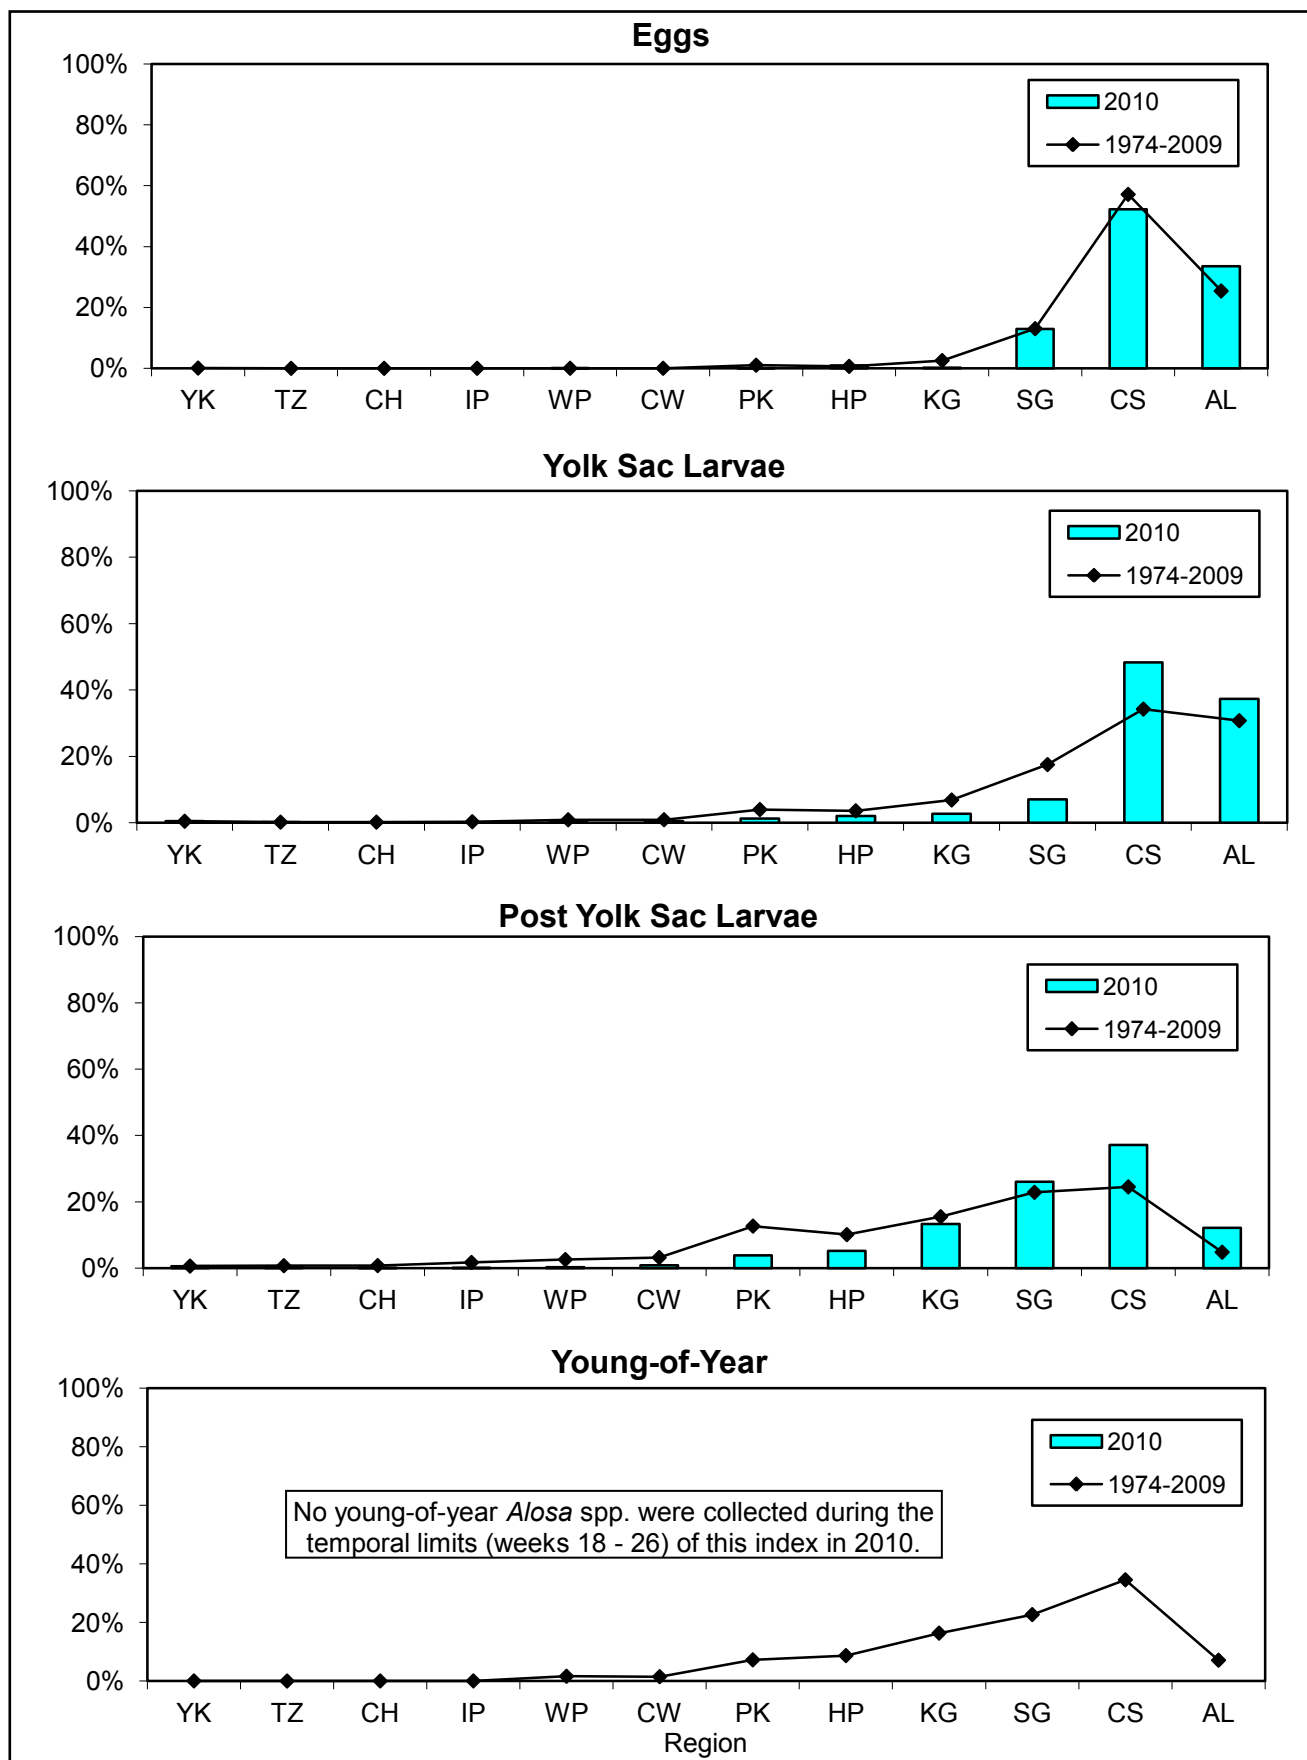 Eggs
100%
80%
60%
40%
20%
0%
2010
1974-2009
YK TZ CH IP WP CW PK HP KG SG CS AL
Yolk Sac Larvae
100%
80%
60%
40%
20%
0%
2010
1974-2009
YK TZ CH IP WP CW PK HP KG SG CS AL
Post Yolk Sac Larvae
100%
80%
60%
40%
20%
0%
2010
1974-2009
YK TZ CH IP WP CW PK HP KG SG CS AL
Young-of-Year
100%
80%
60%
40%
20%
0%
2010
1974-2009
No young-of-year Alosa spp. were collected during the
temporal limits (weeks 18 - 26) of this index in 2010.
YK TZ CH IP WP CW PK HP KG SG CS AL
Region